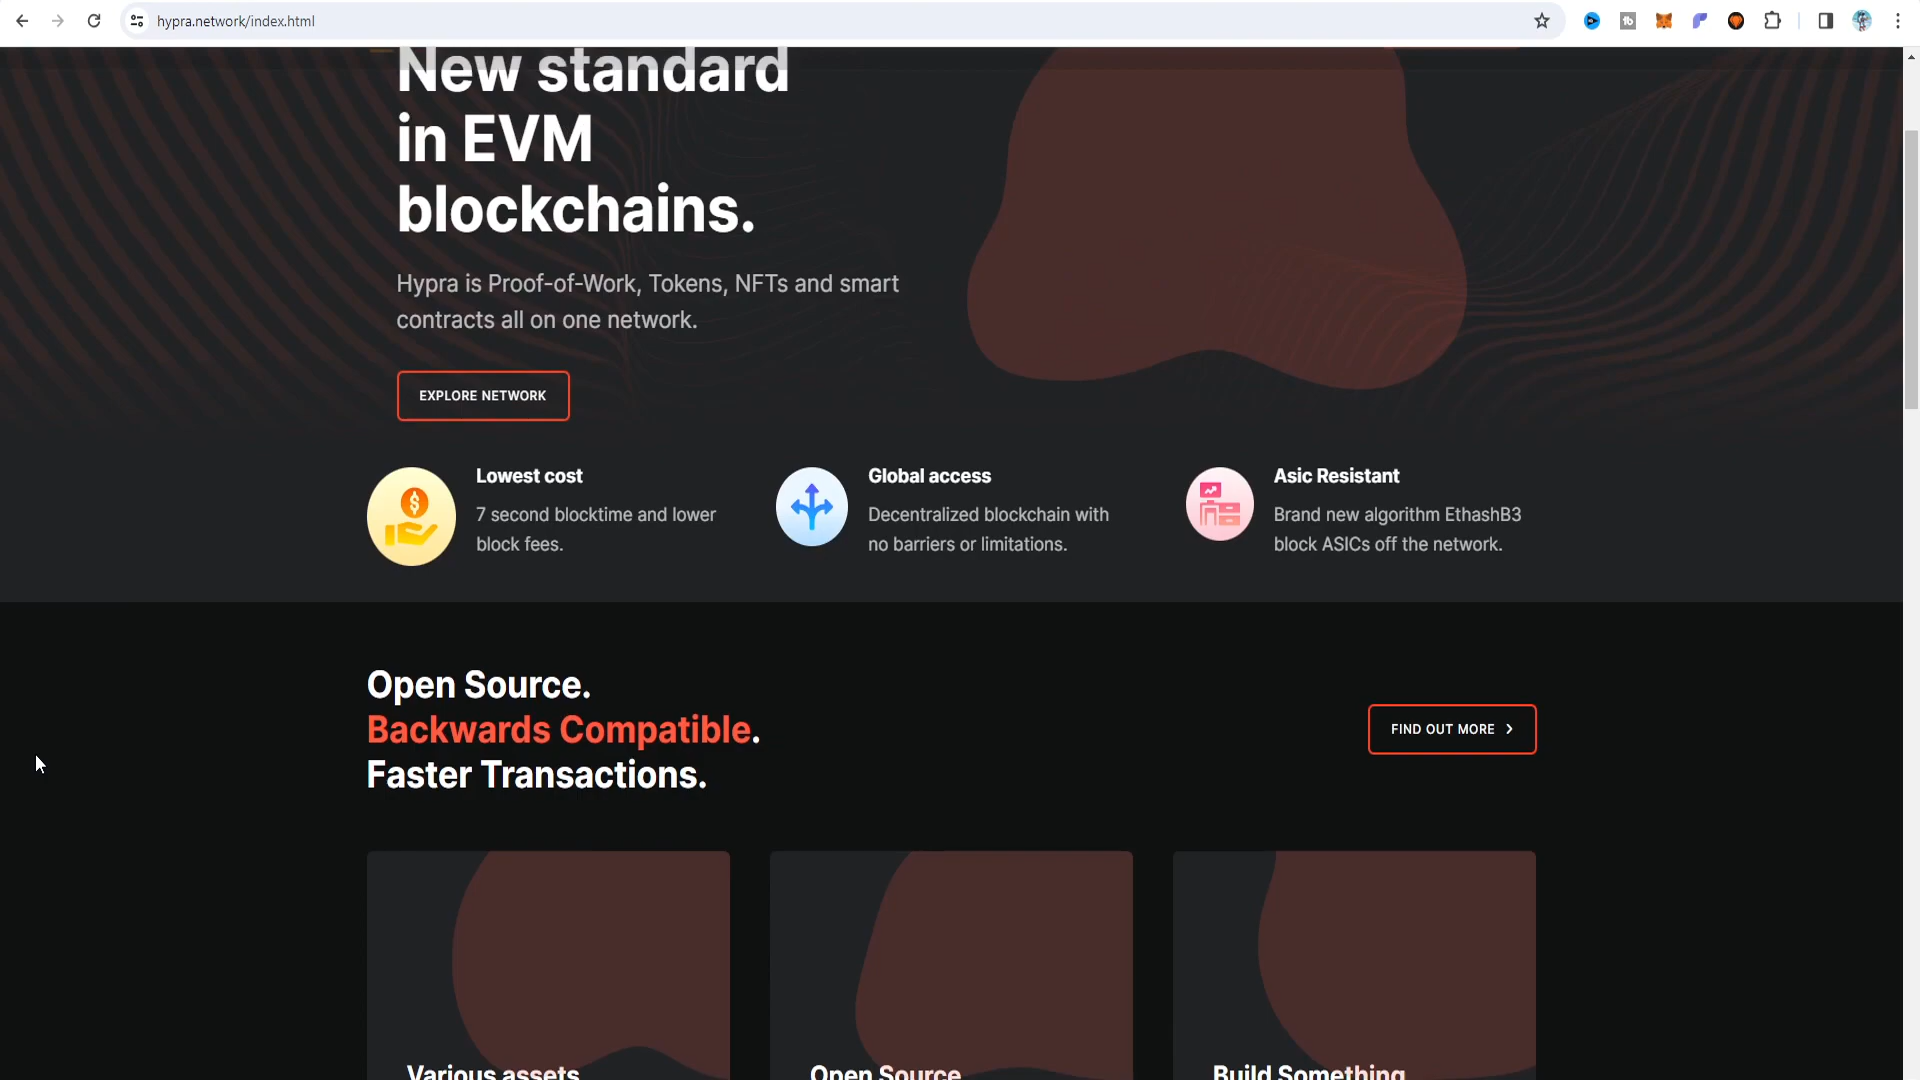 hypra.network/index.html
New standard
in EVM
blockchains.
Hypra is Proof-of-Work, Tokens, NFTs and smart
contracts all on one network.
EXPLORE NETWORK
Lowest cost
7 second blocktime and lower
block fees.
Global access
Decentralized blockchain with
no barriers or limitations.
Asic Resistant
Brand new algorithm EthashB3
block ASICs off the network.
Open Source.
Backwards Compatible.
Faster Transactions.
FIND OUT MORE
Various assets
Open Source
Build Something